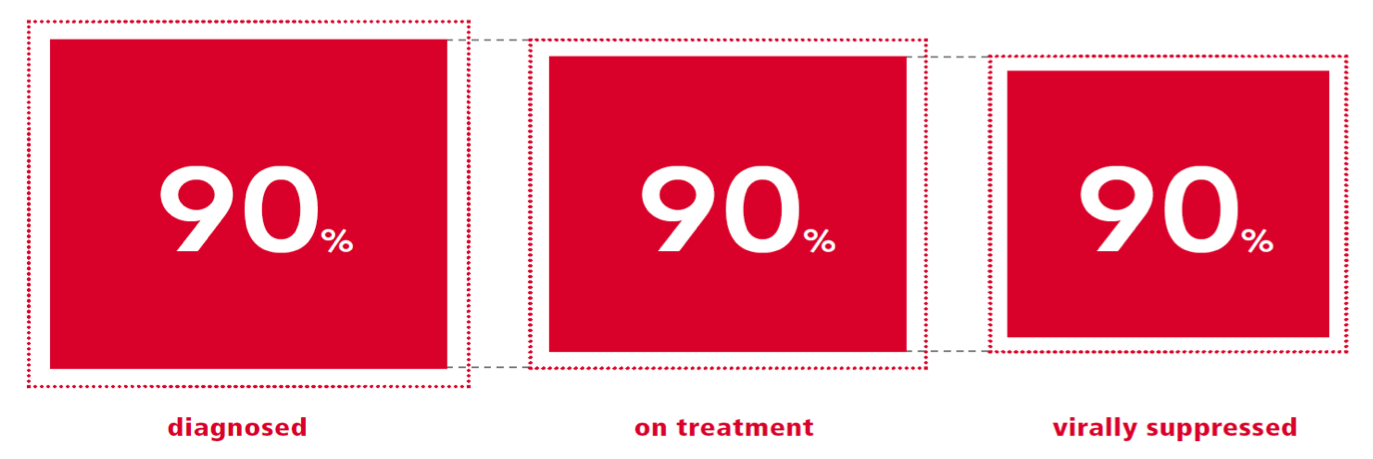 90%
90%
90%
diagnosed
on treatment
virally suppressed